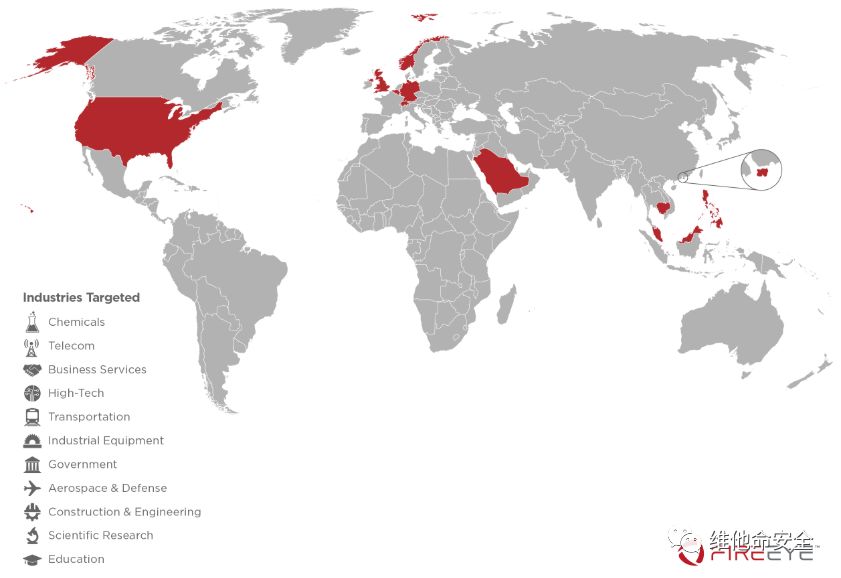 Industries Targeted
Chemicals
Telecom
Business Services
High-Tech
Transportation
Industrial Equipment
Government
Aerospace & Defense
Construction & Engineering
Scientific Research
Education
维他命安全
FIREEYE™